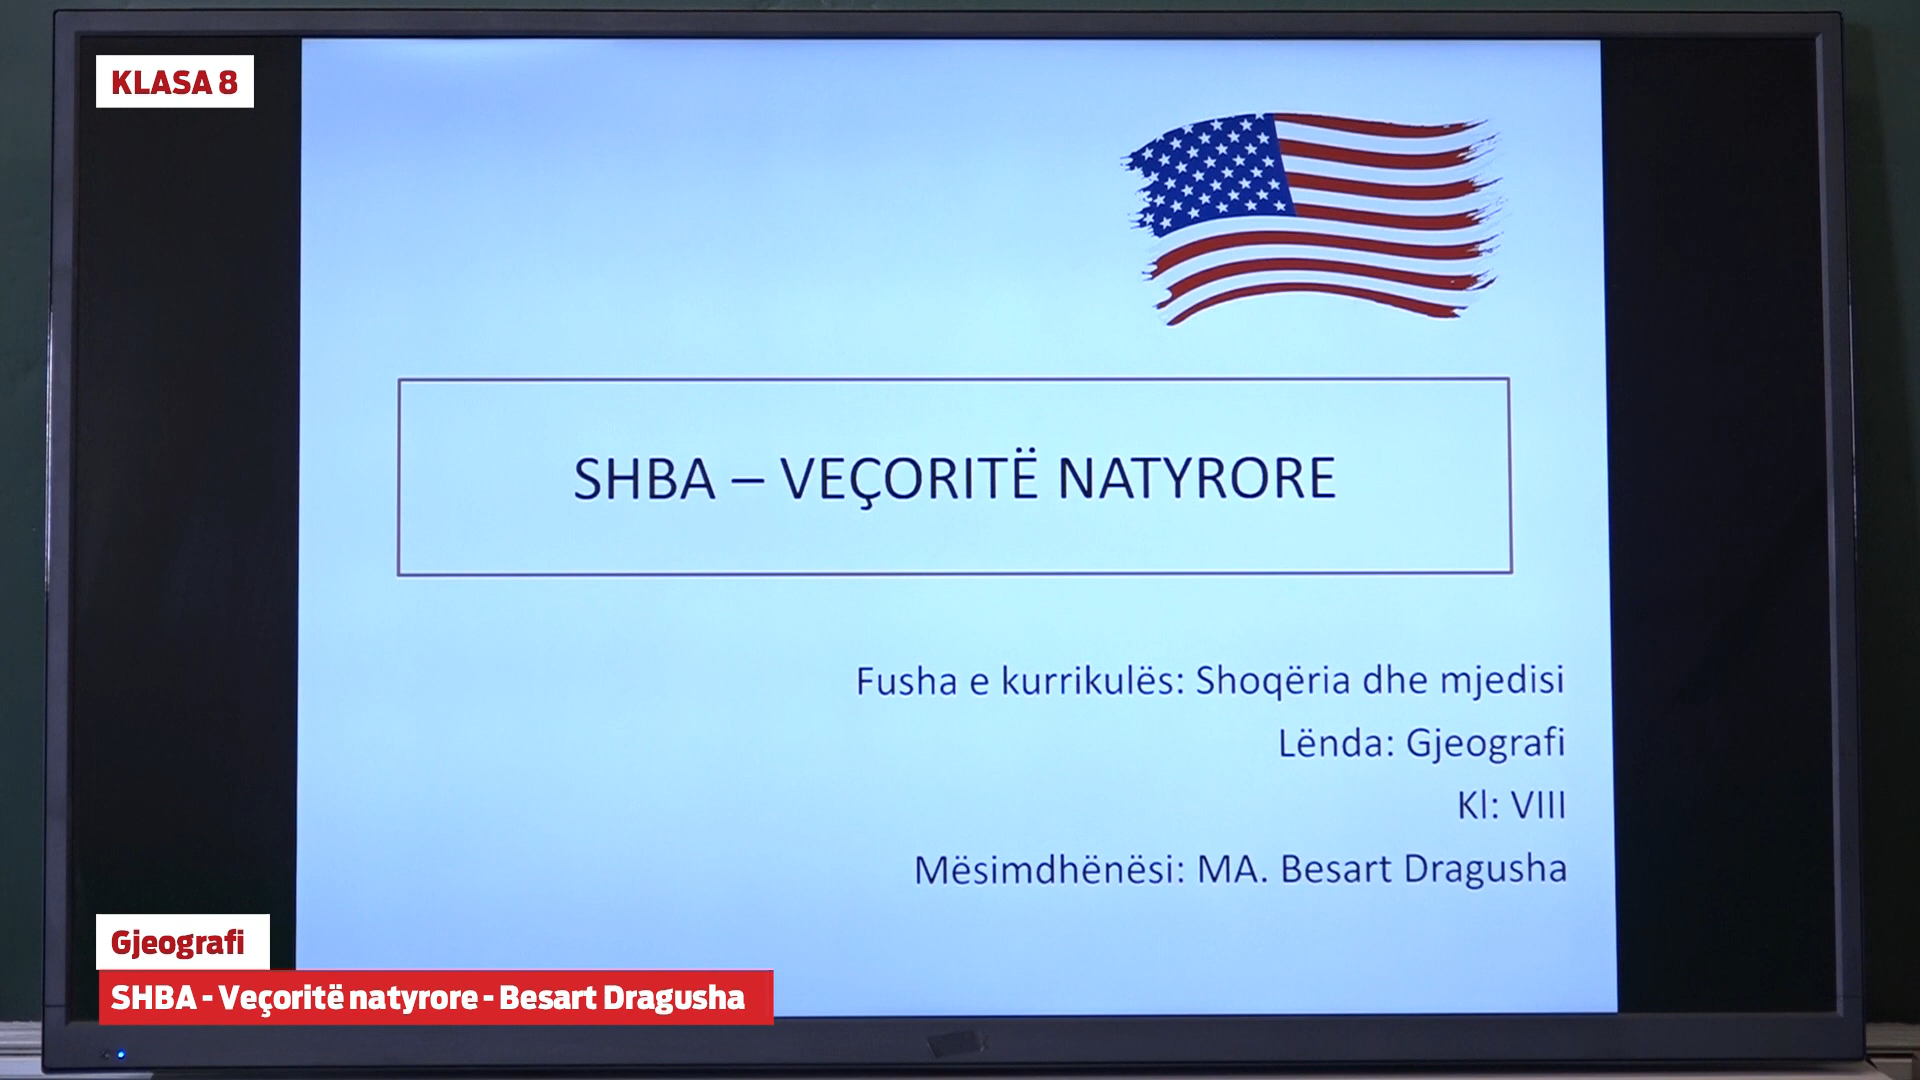 KLASA 8
SHBA – VEÇORITË NATYRORE
Fusha e kurrikulës: Shoqëria dhe mjedisi
Lënda: Gjeografi
Kl: VIII
Mësimdhënësi: MA. Besart Dragusha
Gjeografi
SHBA - Veçoritë natyrore - Besart Dragusha